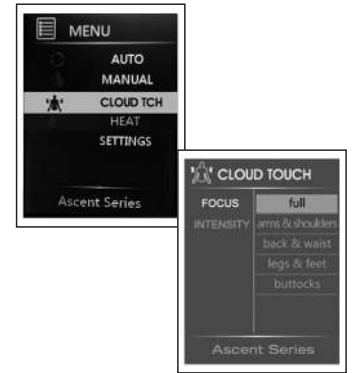 MENU
AUTO
MANUAL
CLOUD TCH
HEAT
SETTINGS
Ascent Series
CLOUD TOUCH
FOCUS full
INTENSITY arms & shoulders
back & waist
legs & feet
buttocks
Ascent Series